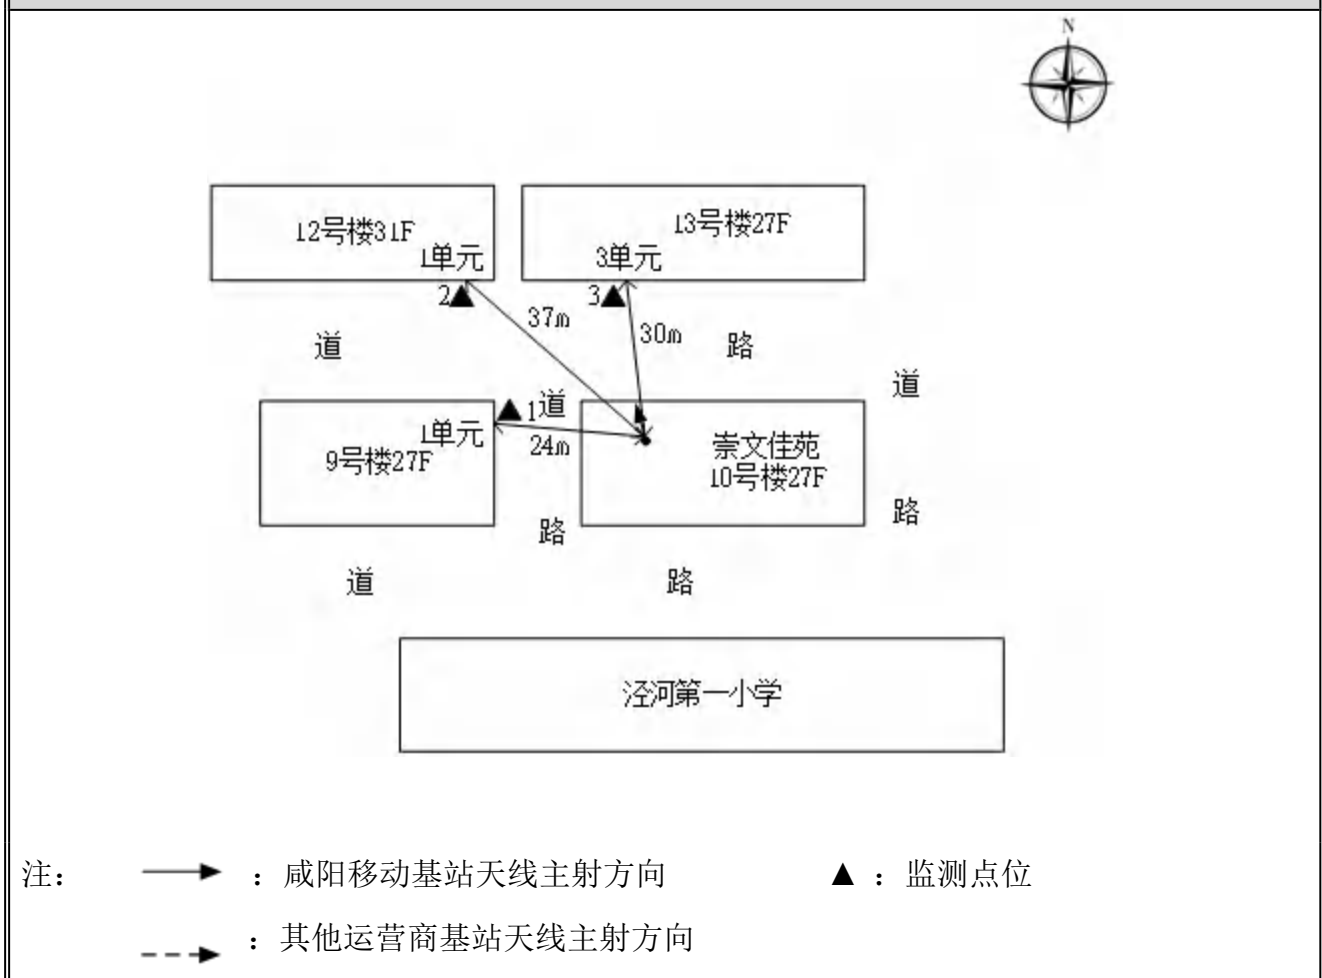 N
12号楼31F
1单元
13号楼27F
3单元
2▲
3▲
37m
30m
道
路
道
▲1道
1单元
24m
9号楼27F
崇文佳苑
10号楼27F
路
路
道
路
泾河第一小学
注： ：咸阳移动基站天线主射方向 ▲：监测点位
：其他运营商基站天线主射方向